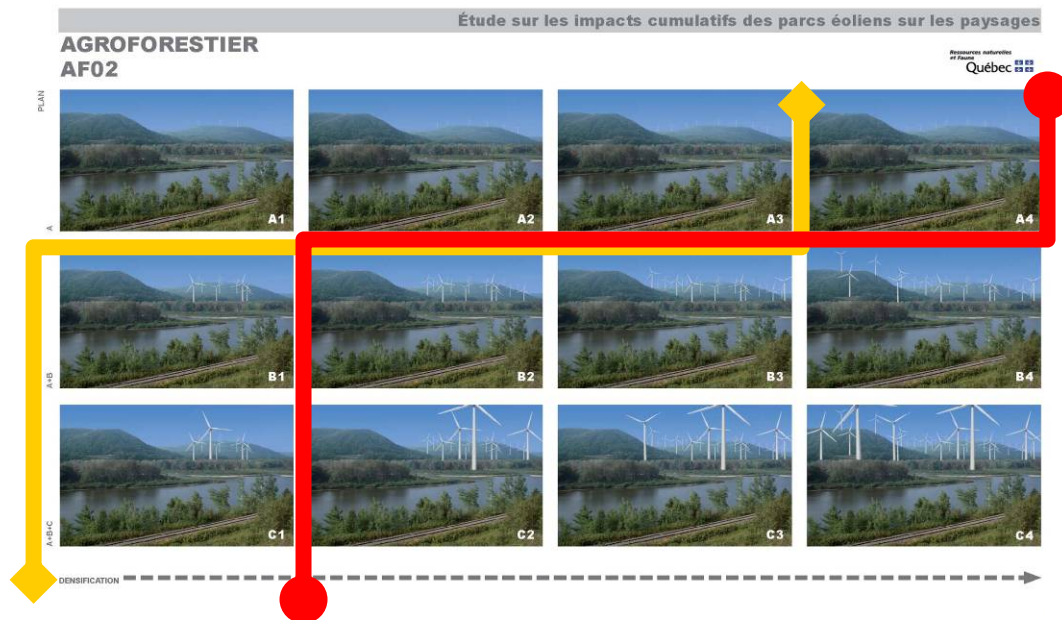 Étude sur les impacts cumulatifs des parcs éoliens sur les paysages
AGROFORESTIER
AF02
Ressources naturelles
et Faune
Québec
PLAN
A
A1
A2
A3
A4
A+B
B1
B2
B3
B4
A+B+C
C1
C2
C3
C4
DENSIFICATION